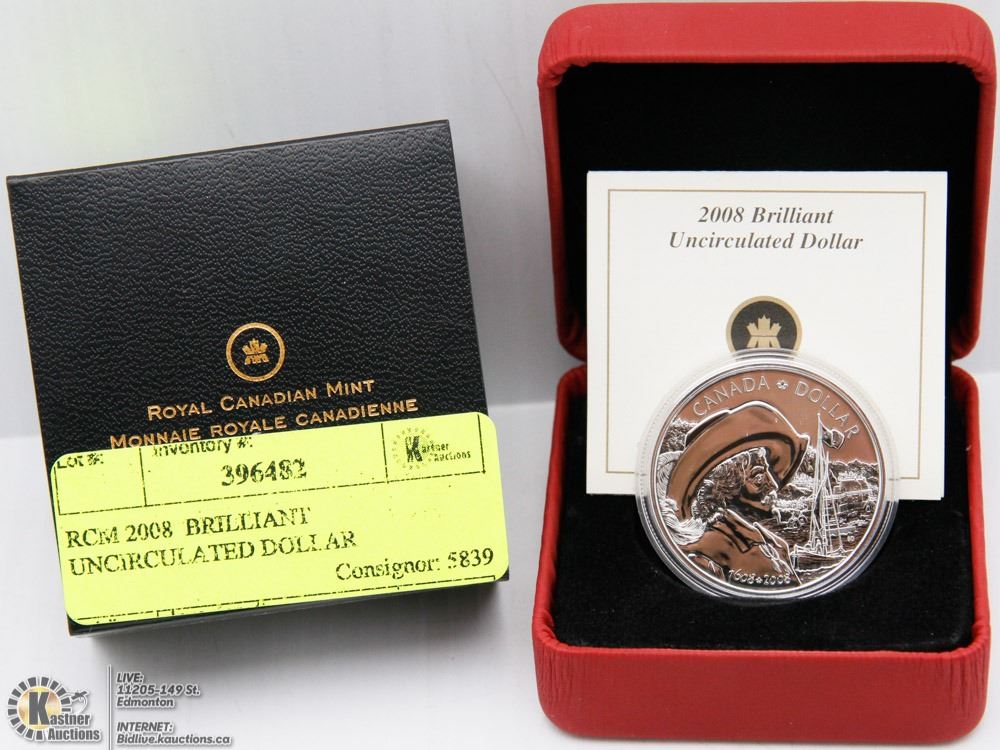 ROYAL CANADIAN MINT
MONNAIE ROYALE CANADIENNE
Lot #:
Inventory #:
396482
Kastner
Auctions
RCM 2008 BRILLIANT
UNCIRCULATED DOLLAR
Consignor: 5839
2008 Brilliant
Uncirculated Dollar
CANADA DOLLAR
1608 2008
Kastner
Auctions
LIVE:
11205-149 St.
Edmonton
INTERNET:
Bidlive.kauctions.ca